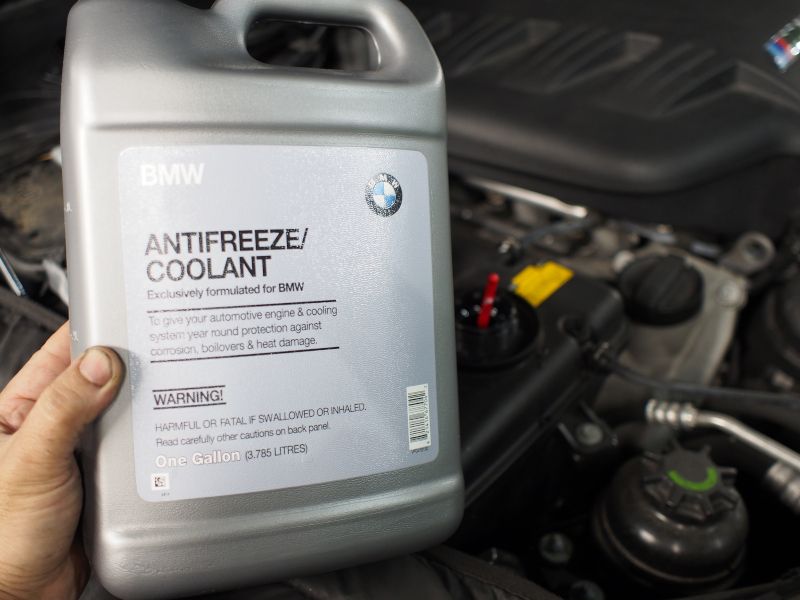 BMW
BMW
ANTIFREEZE/
COOLANT
Exclusively formulated for BMW
To give your automotive engine & cooling
system year round protection against
corrosion, boilovers & heat damage.
WARNING!
HARMFUL OR FATAL IF SWALLOWED OR INHALED.
Read carefully other cautions on back panel.
One Gallon (3.785 LITRES)